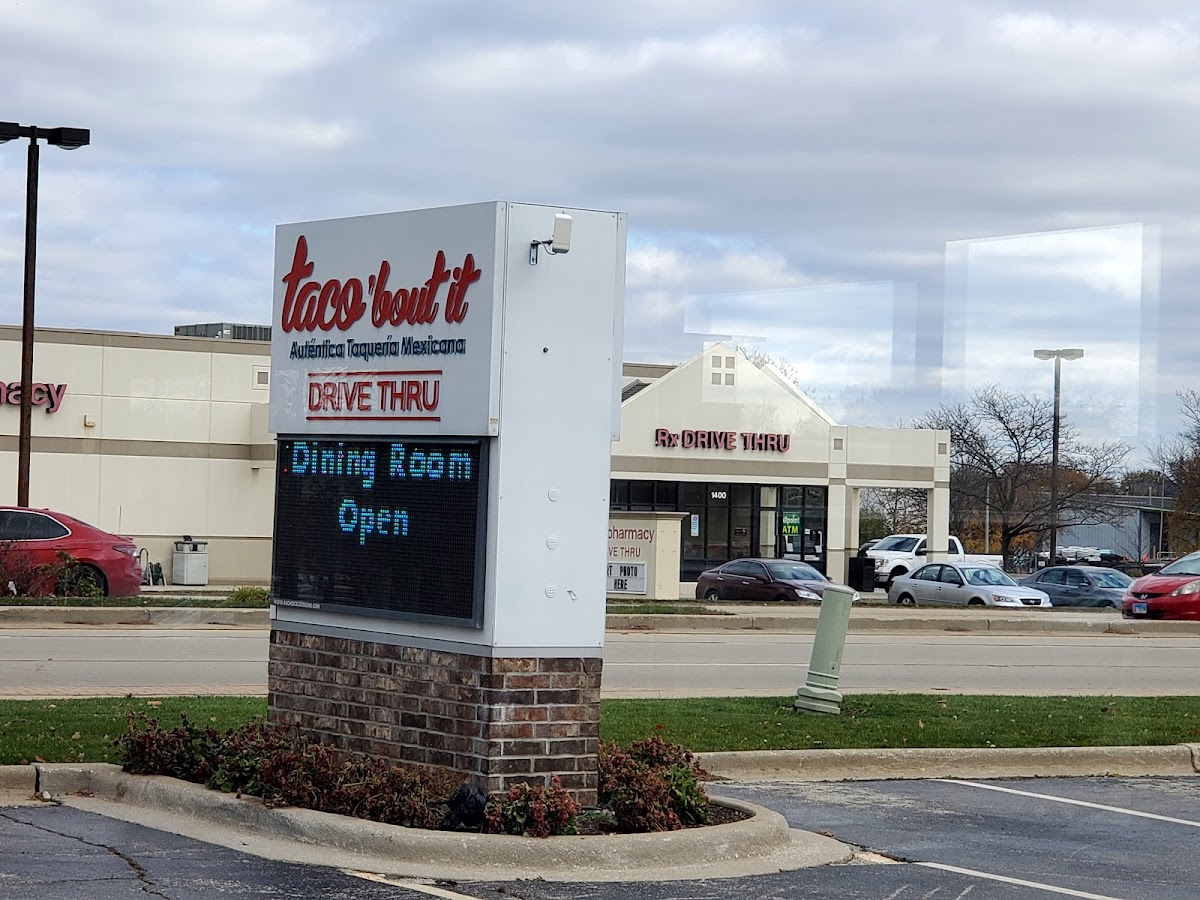 taco 'bout it
Auténtica Taquería Mexicana
DRIVE THRU
Dining Room
Open
macy
Rx DRIVE THRU
1400
ATM
pharmacy
VE THRU
PHOTO
HERE